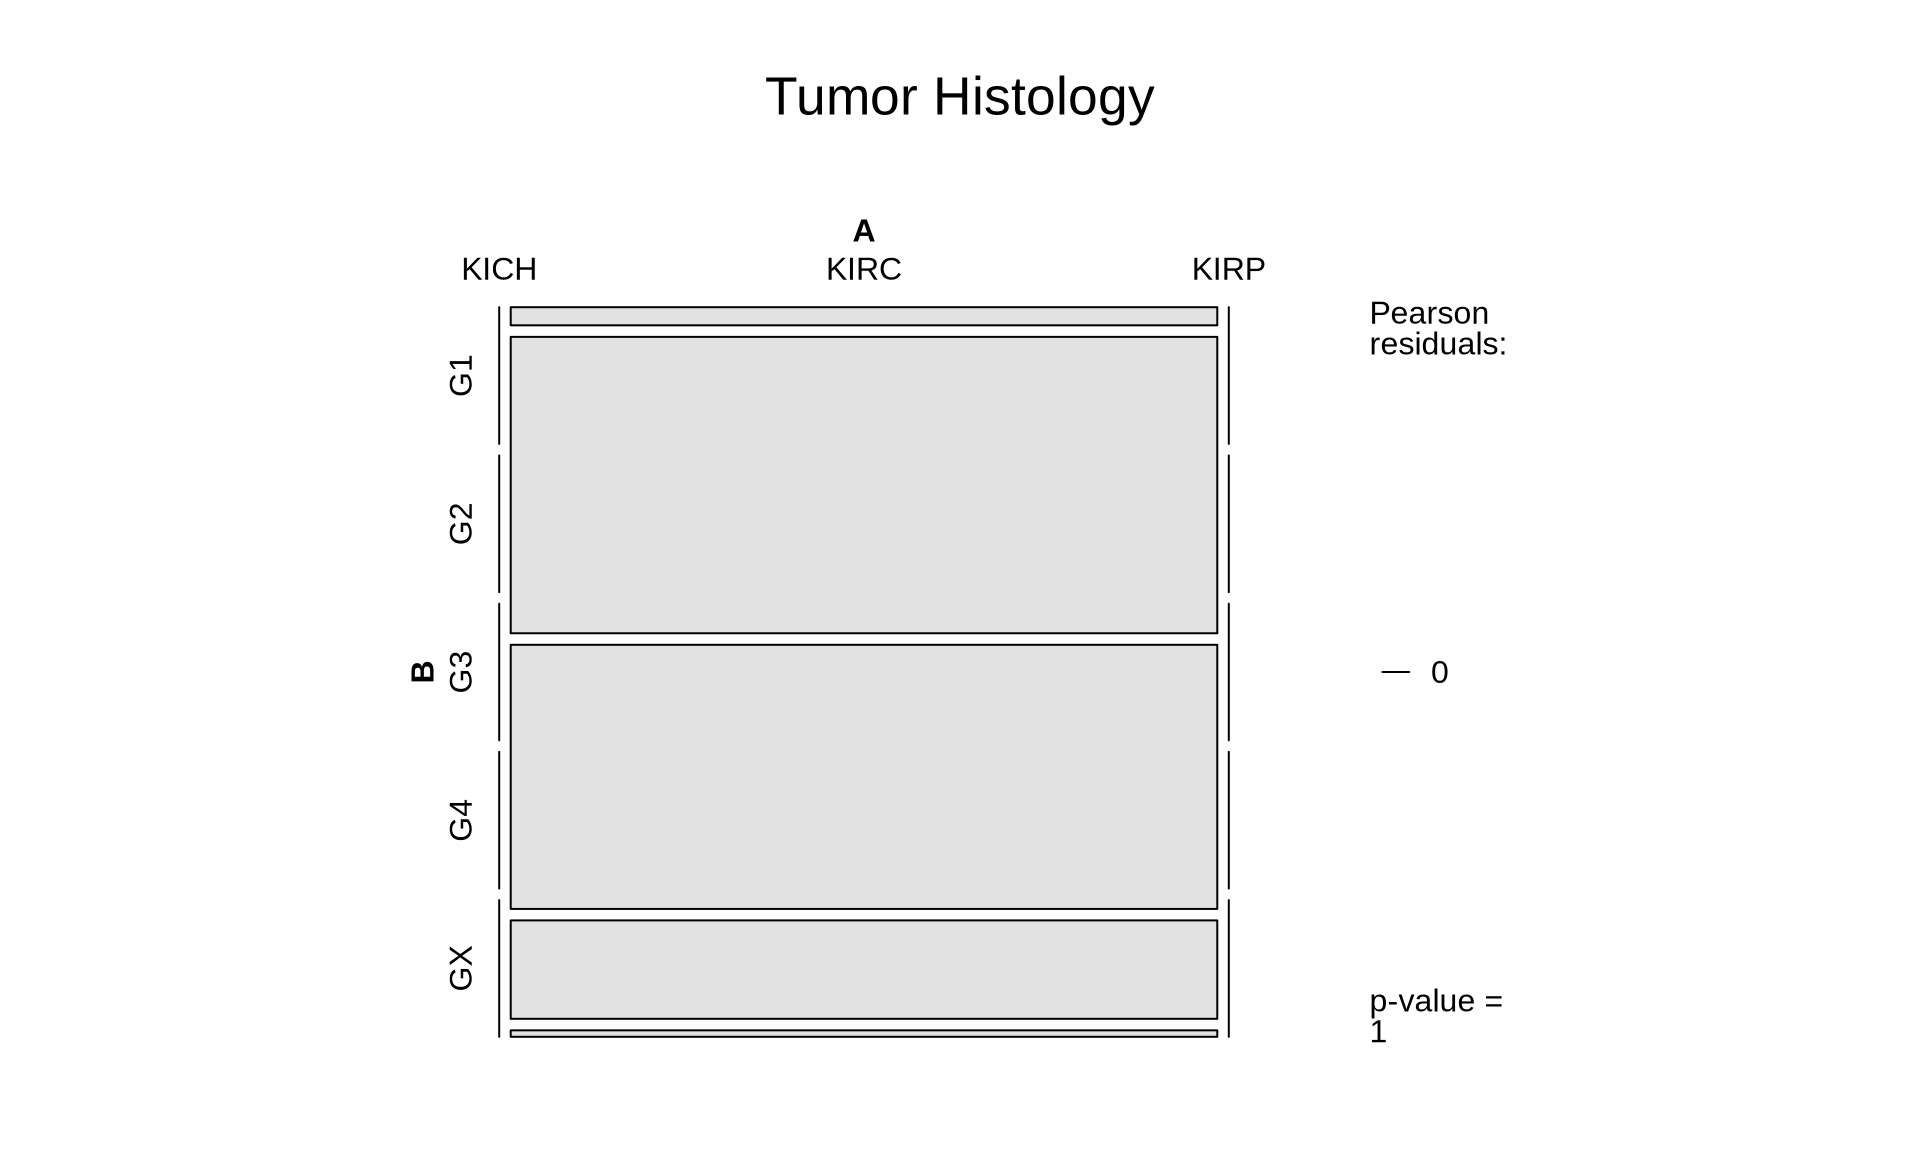 Tumor Histology
A
KICH KIRC KIRP
Pearson
residuals:
G1
G2
B
G3
0
G4
GX
p-value =
1